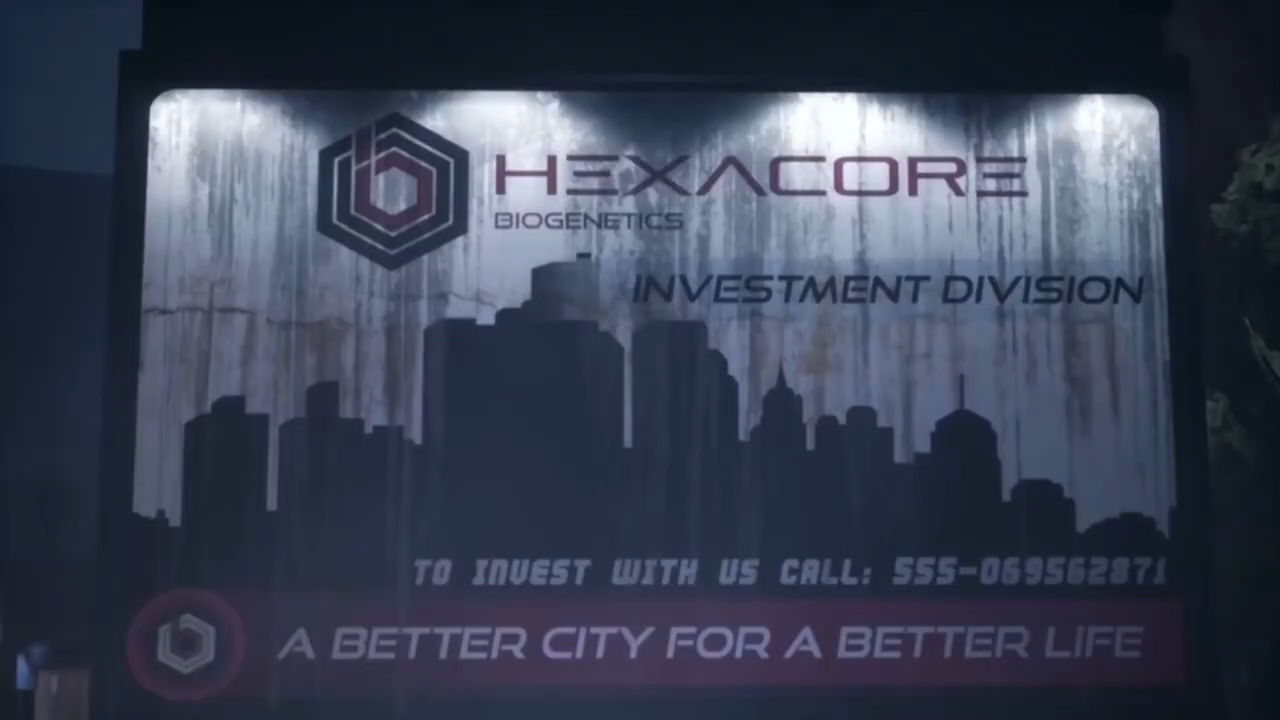 HEXACORE
BIOGENETICS
INVESTMENT DIVISION
TO INVEST WITH US CALL: 555-069562871
A BETTER CITY FOR A BETTER LIFE